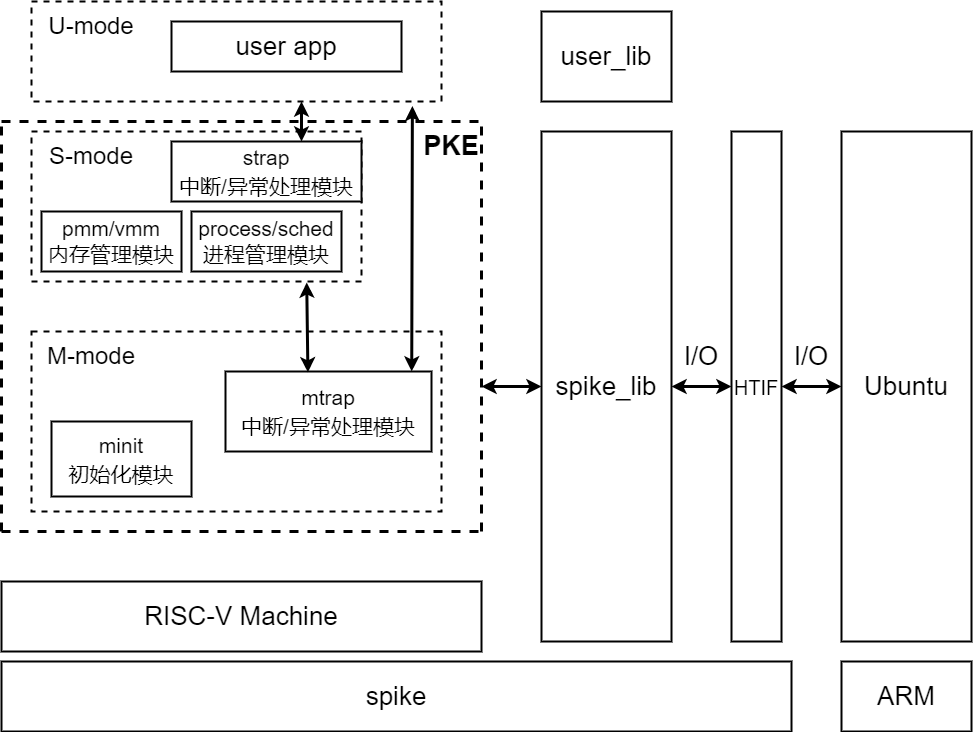 U-mode
user app
user_lib
PKE
S-mode
strap
中断/异常处理模块
pmm/vmm
内存管理模块
process/sched
进程管理模块
M-mode
mtrap
中断/异常处理模块
minit
初始化模块
spike_lib
I/O
HTIF
I/O
Ubuntu
RISC-V Machine
spike
ARM